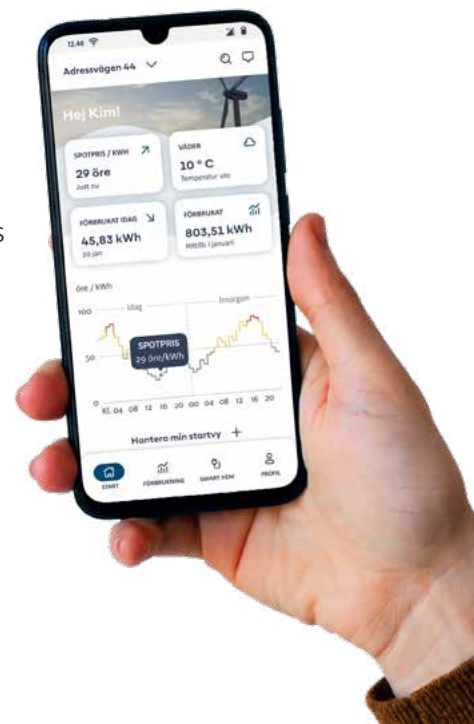 12.46
Adressvägen 44
Hej Kim!
SPOTPRIS / KWH
29 öre
Just nu
VÄDER
10 ° C
Temperatur ute
FÖRBRUKAT IDAG
45,83 kWh
20 jan
FÖRBRUKAT
803,51 kWh
Hittills i januari
s
öre / kWh
100
Idag
Imorgon
SPOTPRIS
29 öre/kWh
50
0
Kl. 04 08 12 16 20 00 04 08 12 16 20
Hantera min startvy +
START
FÖRBRUKNING
SMART HEM
PROFIL